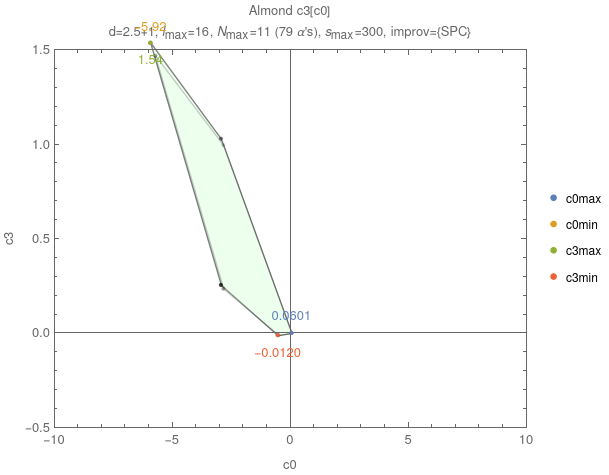 Almond c3[c0]
d=2.5+1, lmax=16, Nmax=11 (79 α's), smax=300, improv={SPC}
-5.92
1.54
1.5
1.0
0.5
0.0601
0.0
-0.0120
-0.5
-10
-5
0
5
10
c0
c3
c0max
c0min
c3max
c3min